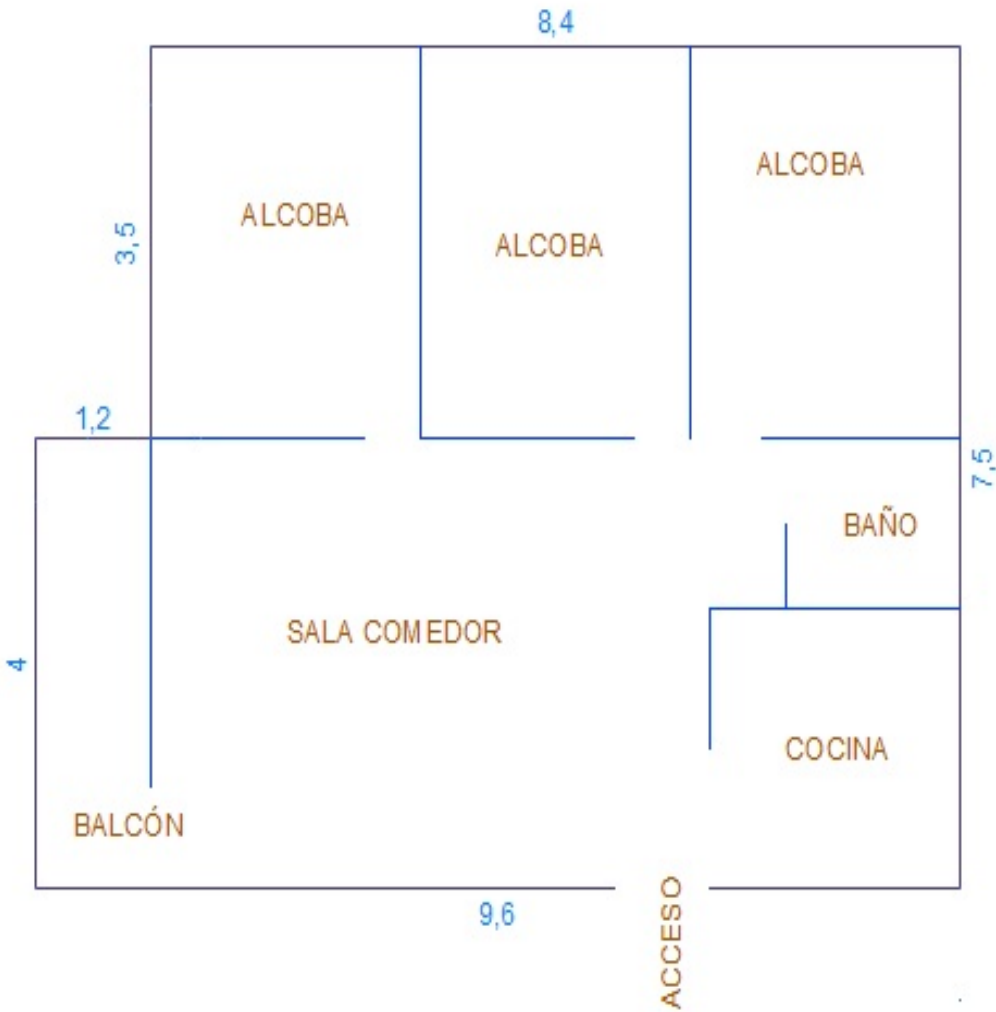 8,4
ALCOBA
ALCOBA
ALCOBA
3,5
1,2
7,5
BAÑO
SALA COMEDOR
4
COCINA
BALCÓN
9,6
ACCESO